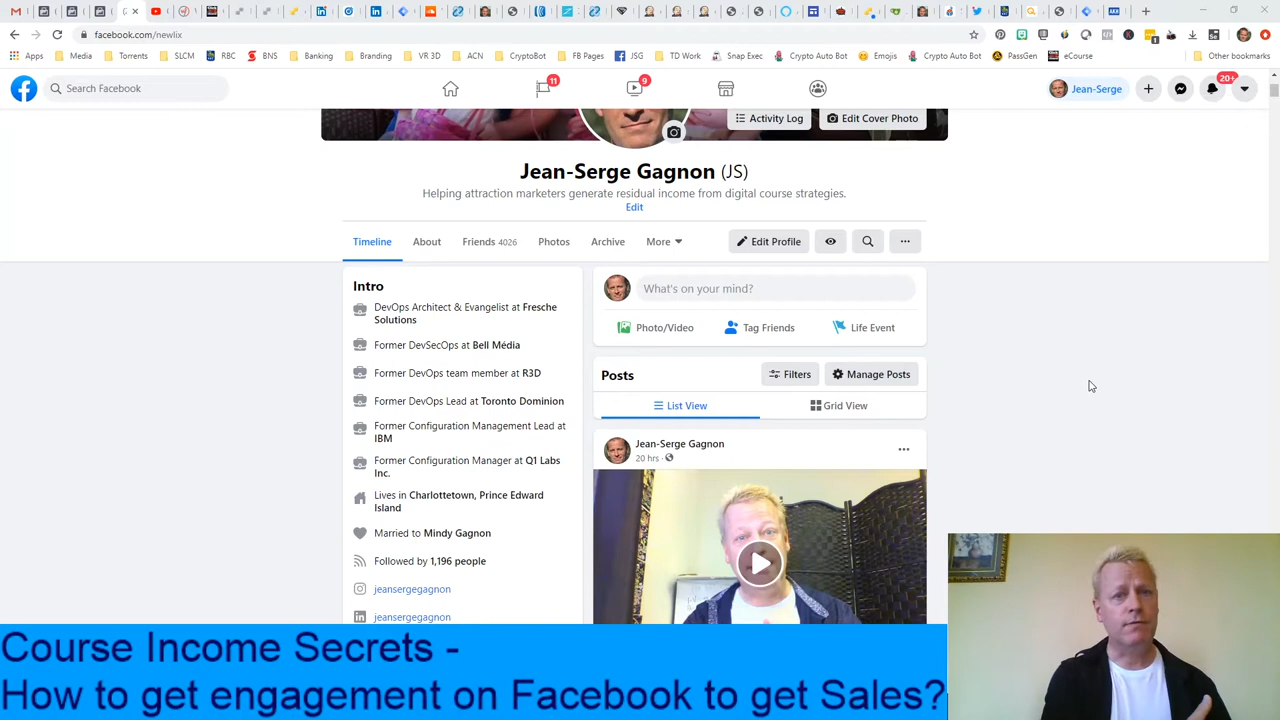 facebook.com/newlix
Apps Media Torrents SLCM RBC BNS Banking Branding VR 3D ACN CryptoBot FB Pages JSG TD Work Snap Exec Crypto Auto Bot Emojis Crypto Auto Bot PassGen eCourse Other bookmarks
Search Facebook
11
9
Jean-Serge
20+
Activity Log
Edit Cover Photo
Jean-Serge Gagnon (JS)
Helping attraction marketers generate residual income from digital course strategies.
Edit
Timeline About Friends 4026 Photos Archive More
Edit Profile
Intro
DevOps Architect & Evangelist at Fresche
Solutions
Former DevSecOps at Bell Média
Former DevOps team member at R3D
Former DevOps Lead at Toronto Dominion
Former Configuration Management Lead at
IBM
Former Configuration Manager at Q1 Labs
Inc.
Lives in Charlottetown, Prince Edward
Island
Married to Mindy Gagnon
Followed by 1,196 people
jeansergegagnon
jeansergegagnon
What's on your mind?
Photo/Video Tag Friends Life Event
Posts
Filters
Manage Posts
List View Grid View
Jean-Serge Gagnon
20 hrs ·
Course Income Secrets -
How to get engagement on Facebook to get Sales?